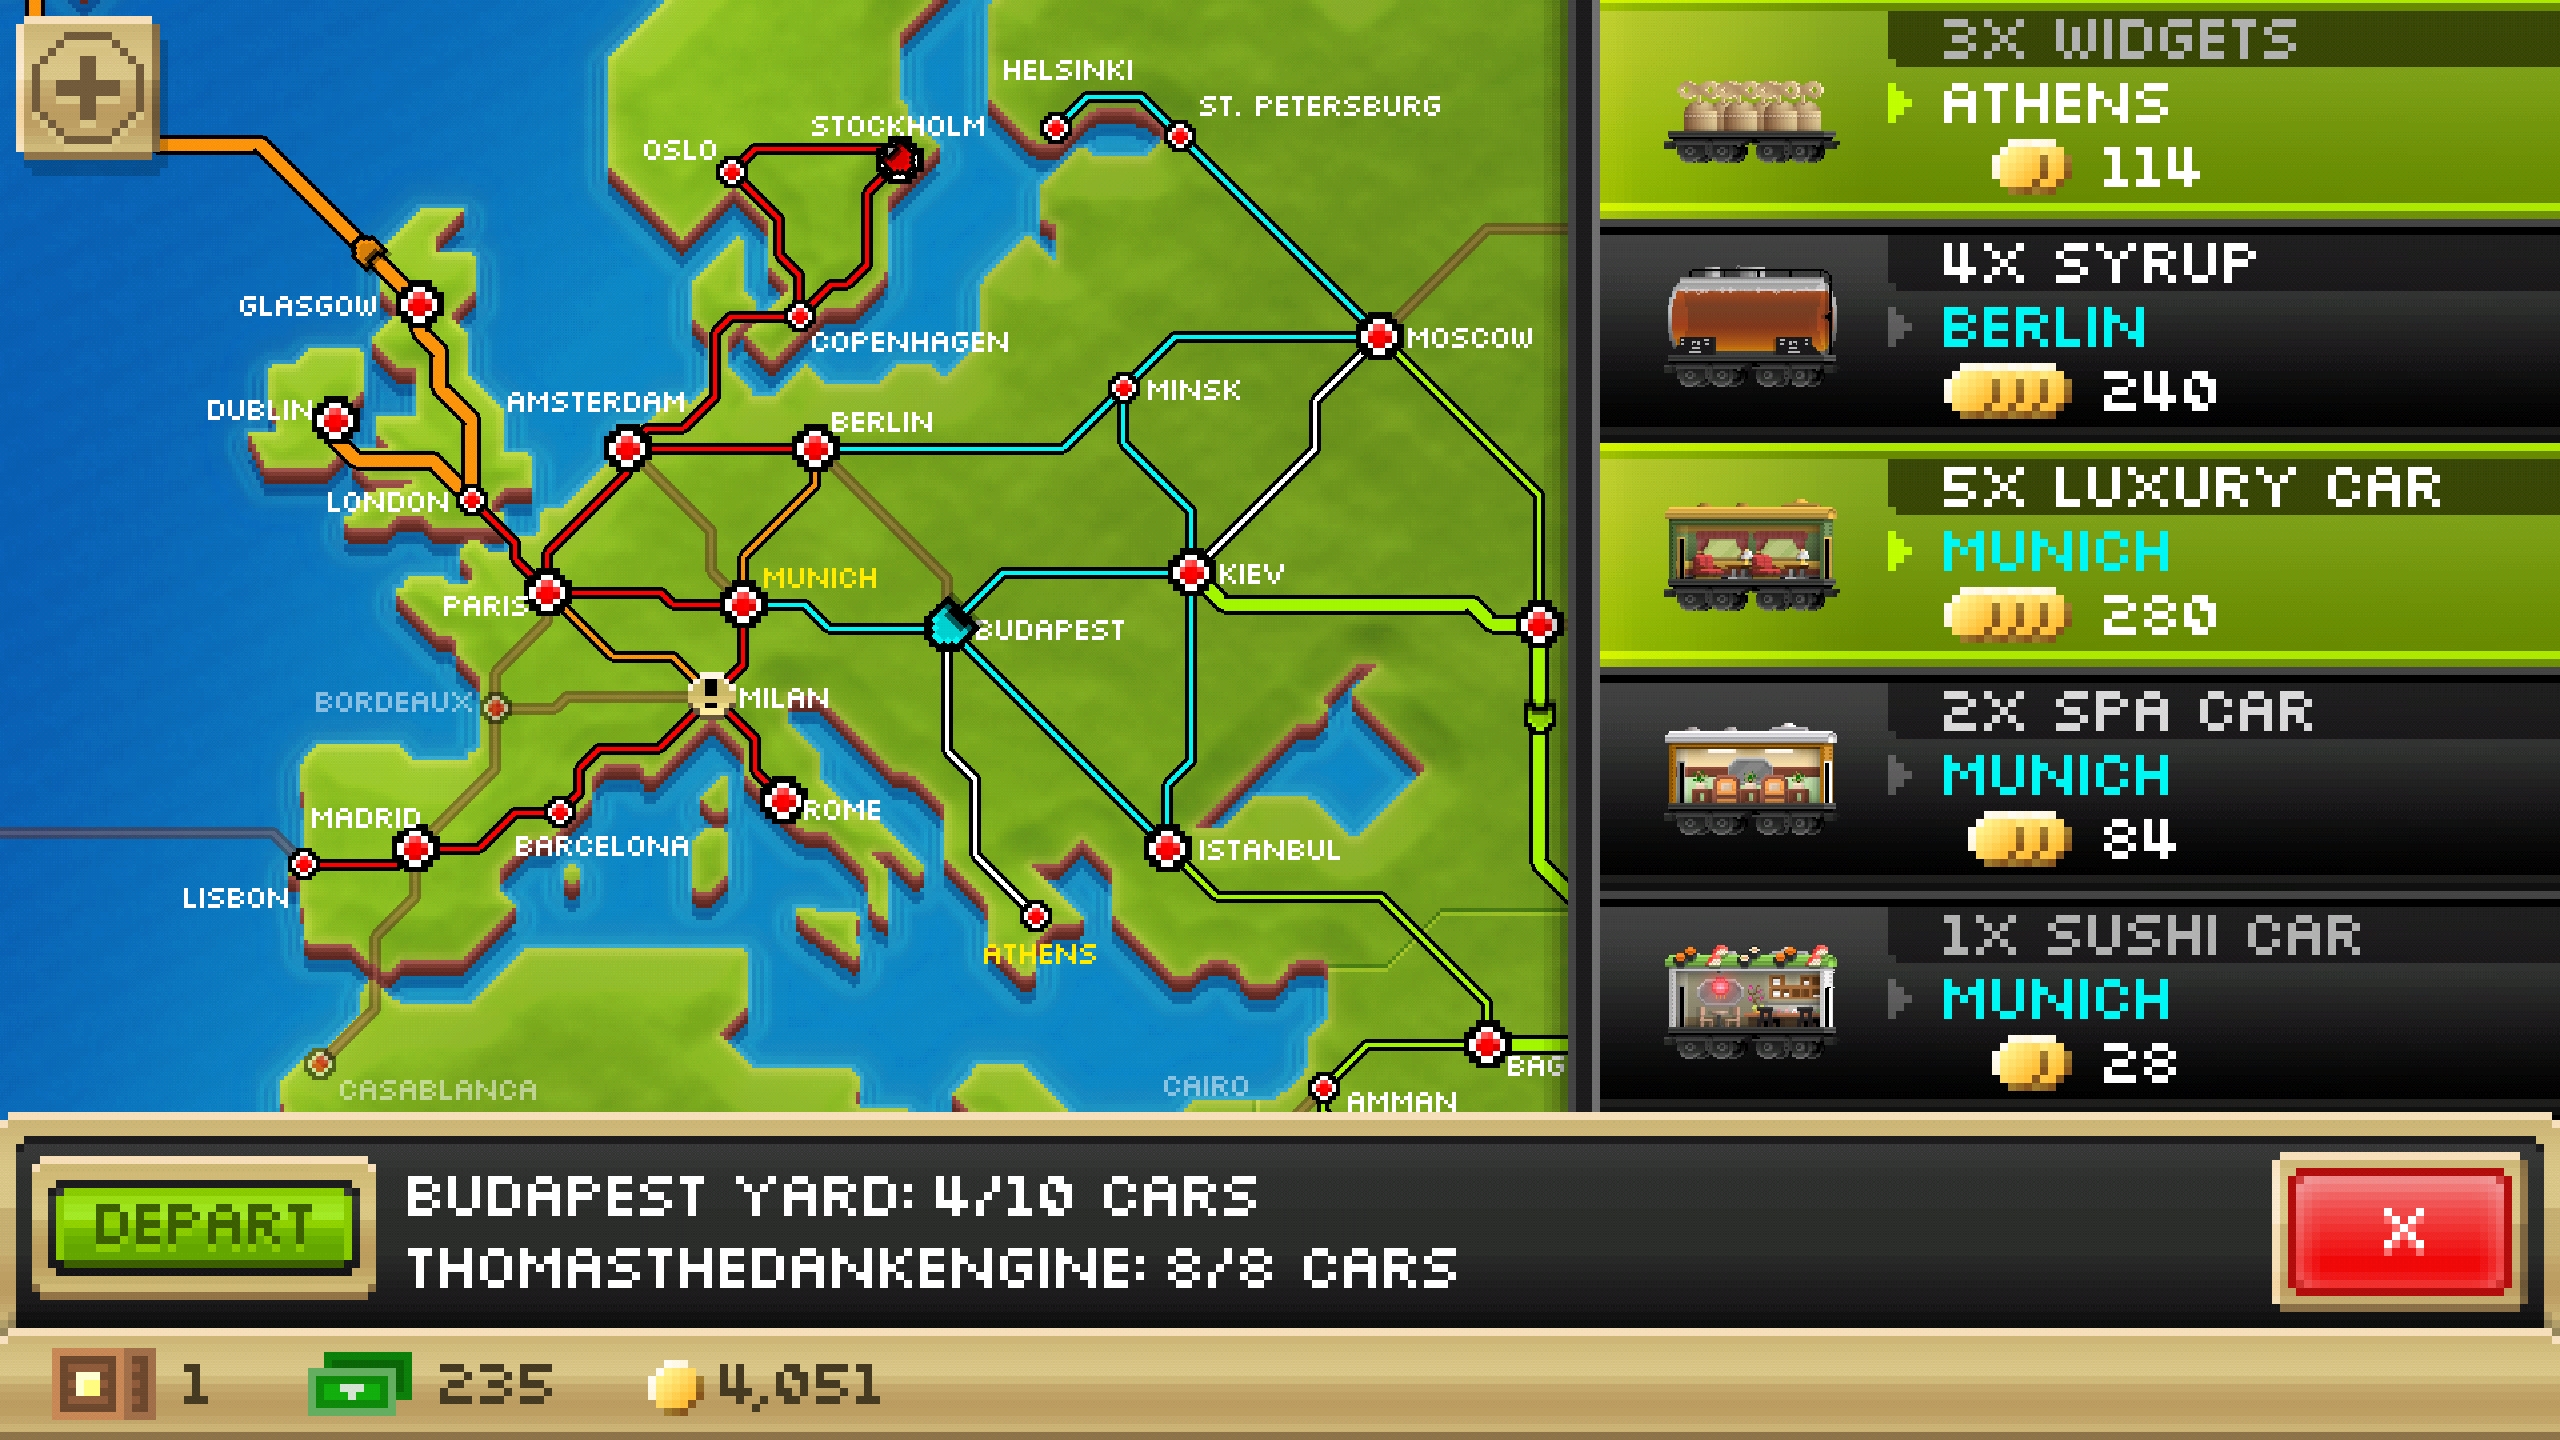 HELSINKI
ST. PETERSBURG
STOCKHOLM
OSLO
GLASGOW
COPENHAGEN
MOSCOW
MINSK
DUBLIN
AMSTERDAM
BERLIN
LONDON
MUNICH
KIEV
PARIS
BUDAPEST
BORDEAUX
MILAN
MADRID
ROME
BARCELONA
ISTANBUL
LISBON
ATHENS
BAG
CASABLANCA
CAIRO
AMMAN
3X WIDGETS
ATHENS
114
4X SYRUP
BERLIN
240
5X LUXURY CAR
MUNICH
280
2X SPA CAR
MUNICH
84
1X SUSHI CAR
MUNICH
28
DEPART
BUDAPEST YARD: 4/10 CARS
THOMASTHEDANKENGINE: 8/8 CARS
X
1
235
4,051